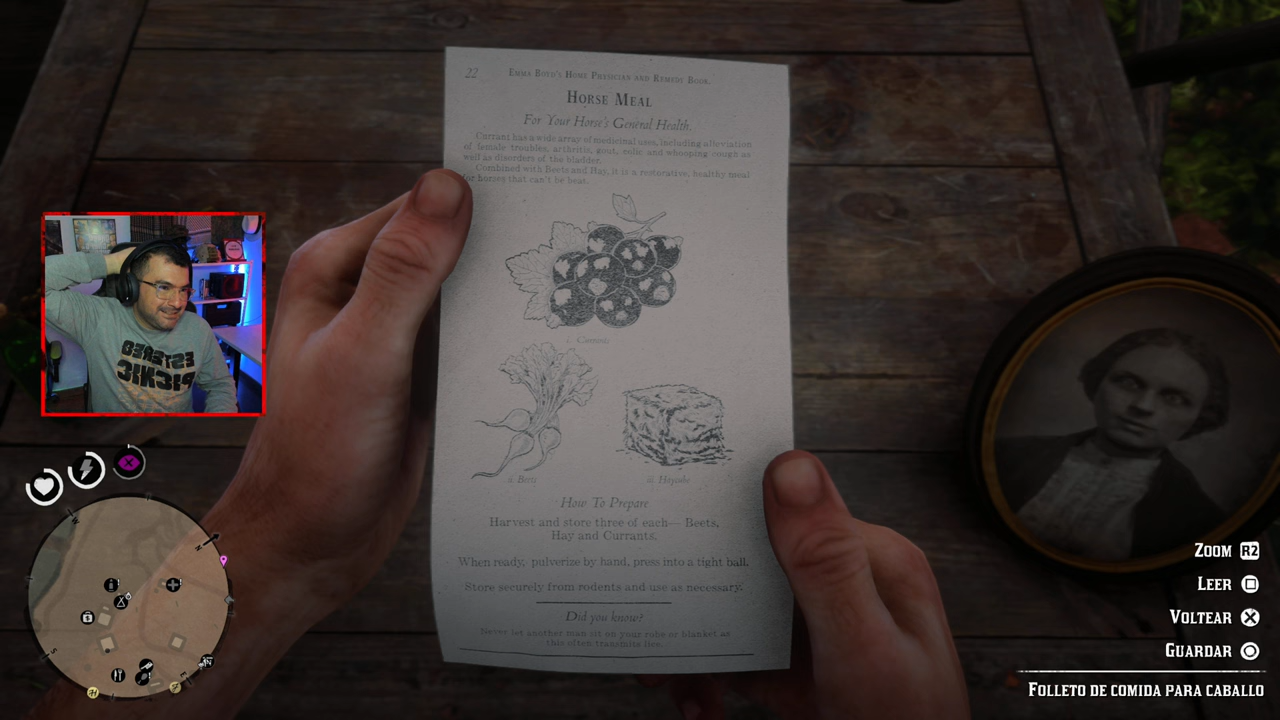 22 Emma Boyd's Home Physician and Remedy Book.
Horse Meal
For Your Horse's General Health.
Currant has a wide array of medicinal uses, including alleviation
of female troubles, arthritis, gout, colic and whooping cough as
well as disorders of the bladder.
Combined with Beets and Hay, it is a restorative, healthy meal
for horses that can't be beat.
i. Currants
ii. Beets
iii. Haycube
How To Prepare
Harvest and store three of each— Beets,
Hay and Currants.
When ready, pulverize by hand, press into a tight ball.
Store securely from rodents and use as necessary.
Did you know?
Never let another man sit on your robe or blanket as
this often transmits lice.
ESTEREO
PICNIC
ZOOM R2
LEER
VOLTEAR
GUARDAR
FOLLETO DE COMIDA PARA CABALLO